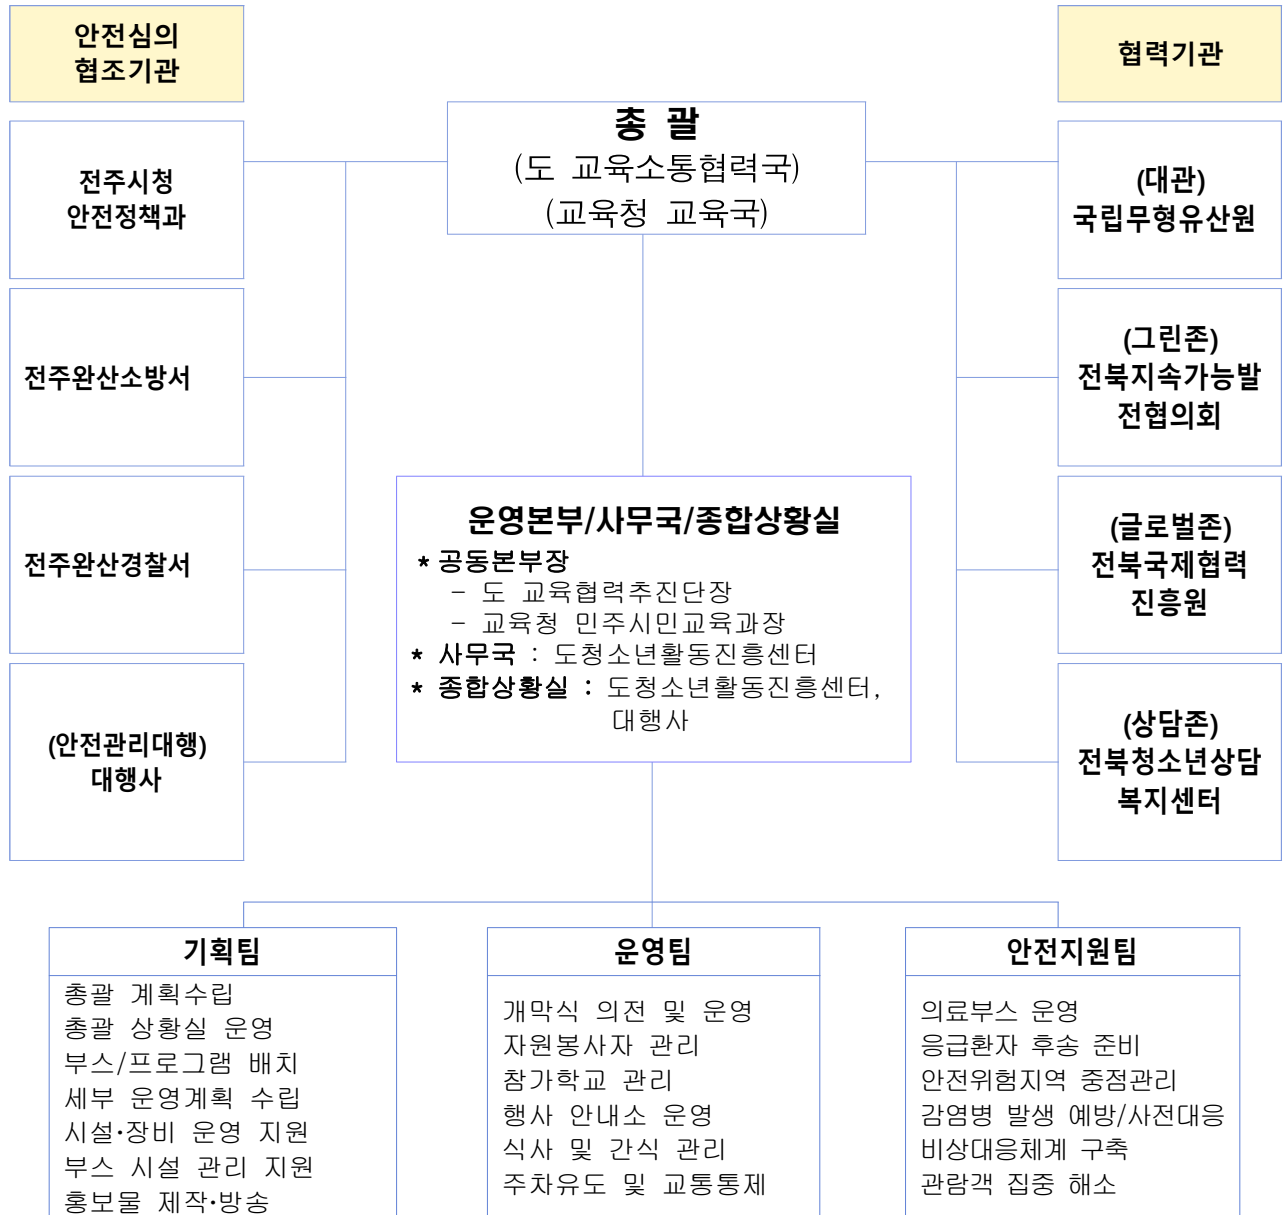 안전심의
협조기관
협력기관
총 괄
(도 교육소통협력국)
(교육청 교육국)
전주시청
안전정책과
(대관)
국립무형유산원
전주완산소방서
(그린존)
전북지속가능발
전협의회
전주완산경찰서
(글로벌존)
전북국제협력
진흥원
(안전관리대행)
대행사
(상담존)
전북청소년상담
복지센터
운영본부/사무국/종합상황실
* 공동본부장
- 도 교육협력추진단장
- 교육청 민주시민교육과장
* 사무국 : 도청소년활동진흥센터
* 종합상황실 : 도청소년활동진흥센터,
대행사
기획팀
총괄 계획수립
총괄 상황실 운영
부스/프로그램 배치
세부 운영계획 수립
시설·장비 운영 지원
부스 시설 관리 지원
홍보물 제작·방송
운영팀
개막식 의전 및 운영
자원봉사자 관리
참가학교 관리
행사 안내소 운영
식사 및 간식 관리
주차유도 및 교통통제
안전지원팀
의료부스 운영
응급환자 후송 준비
안전위험지역 중점관리
감염병 발생 예방/사전대응
비상대응체계 구축
관람객 집중 해소